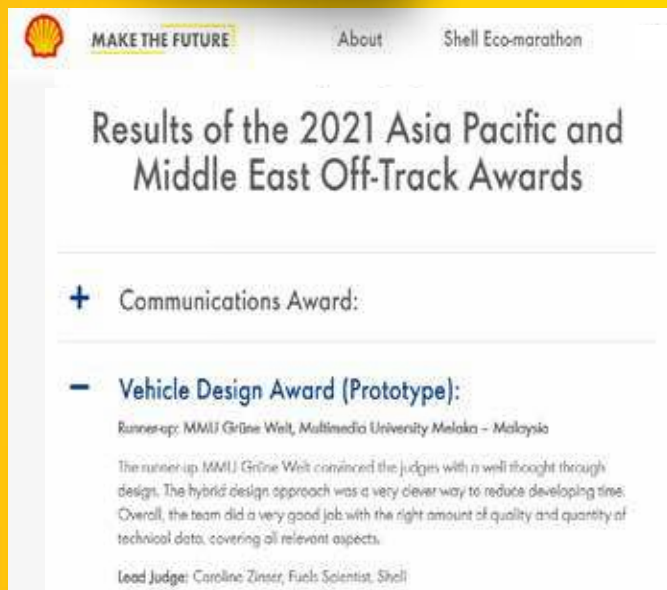 MAKE THE FUTURE About Shell Eco-marathon
Results of the 2021 Asia Pacific and
Middle East Off-Track Awards
+ Communications Award:
− Vehicle Design Award (Prototype):
Runner-up: MMU Grüne Welt, Multimedia University Melaka – Malaysia
The runner up MMU Grüne Welt convinced the judges with a well thought through
design. The hybrid design approach was a very clever way to reduce developing time.
Overall, the team did a very good job with the right amount of quality and quantity of
technical data, covering all relevant aspects.
Lead Judge: Caroline Zinser, Fuels Scientist, Shell